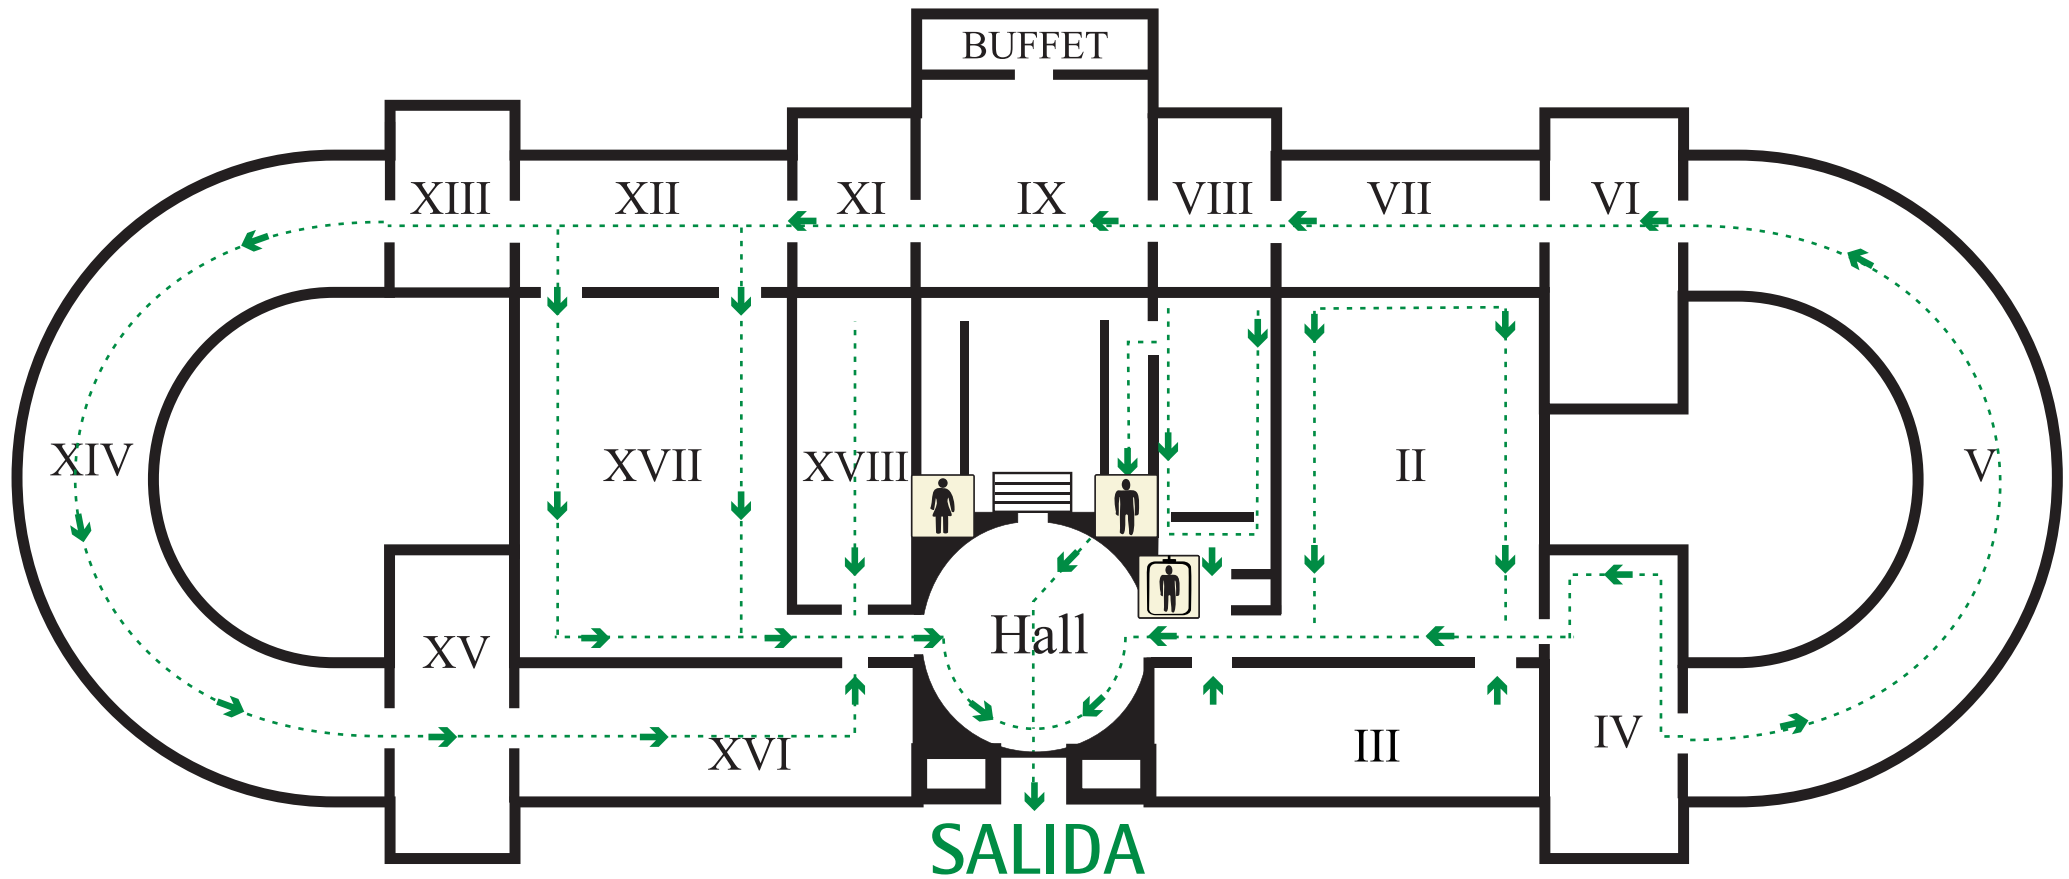 BUFFET
XIII
XII
XI
IX
VIII
VII
VI
XIV
XVII
XVIII
II
V
XV
Hall
XVI
III
IV
SALIDA